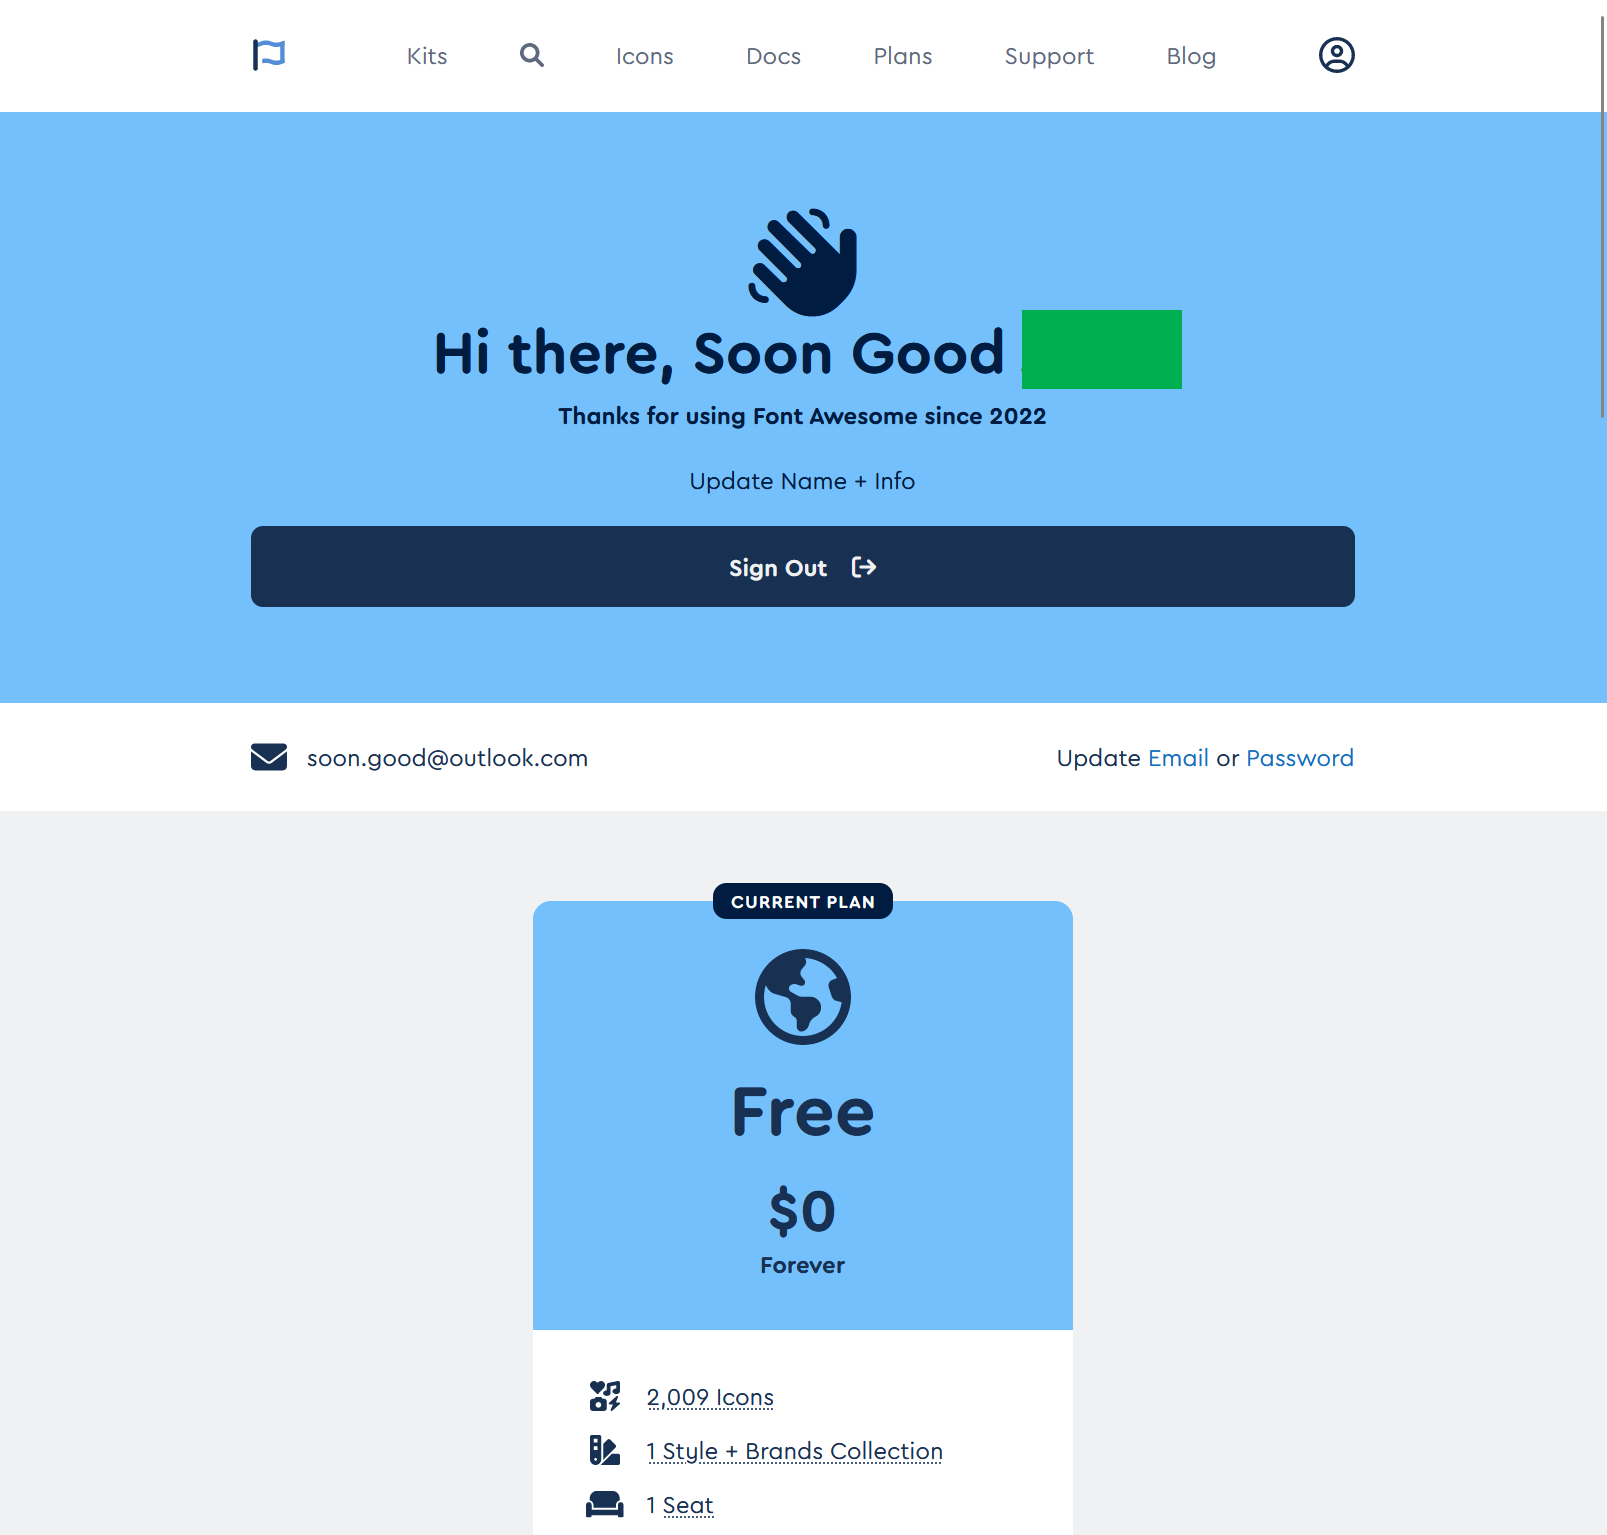 Kits Icons Docs Plans Support Blog
Hi there, Soon Good
Thanks for using Font Awesome since 2022
Update Name + Info
Sign Out
soon.good@outlook.com
Update Email or Password
CURRENT PLAN
Free
$0
Forever
2,009 Icons
1 Style + Brands Collection
1 Seat